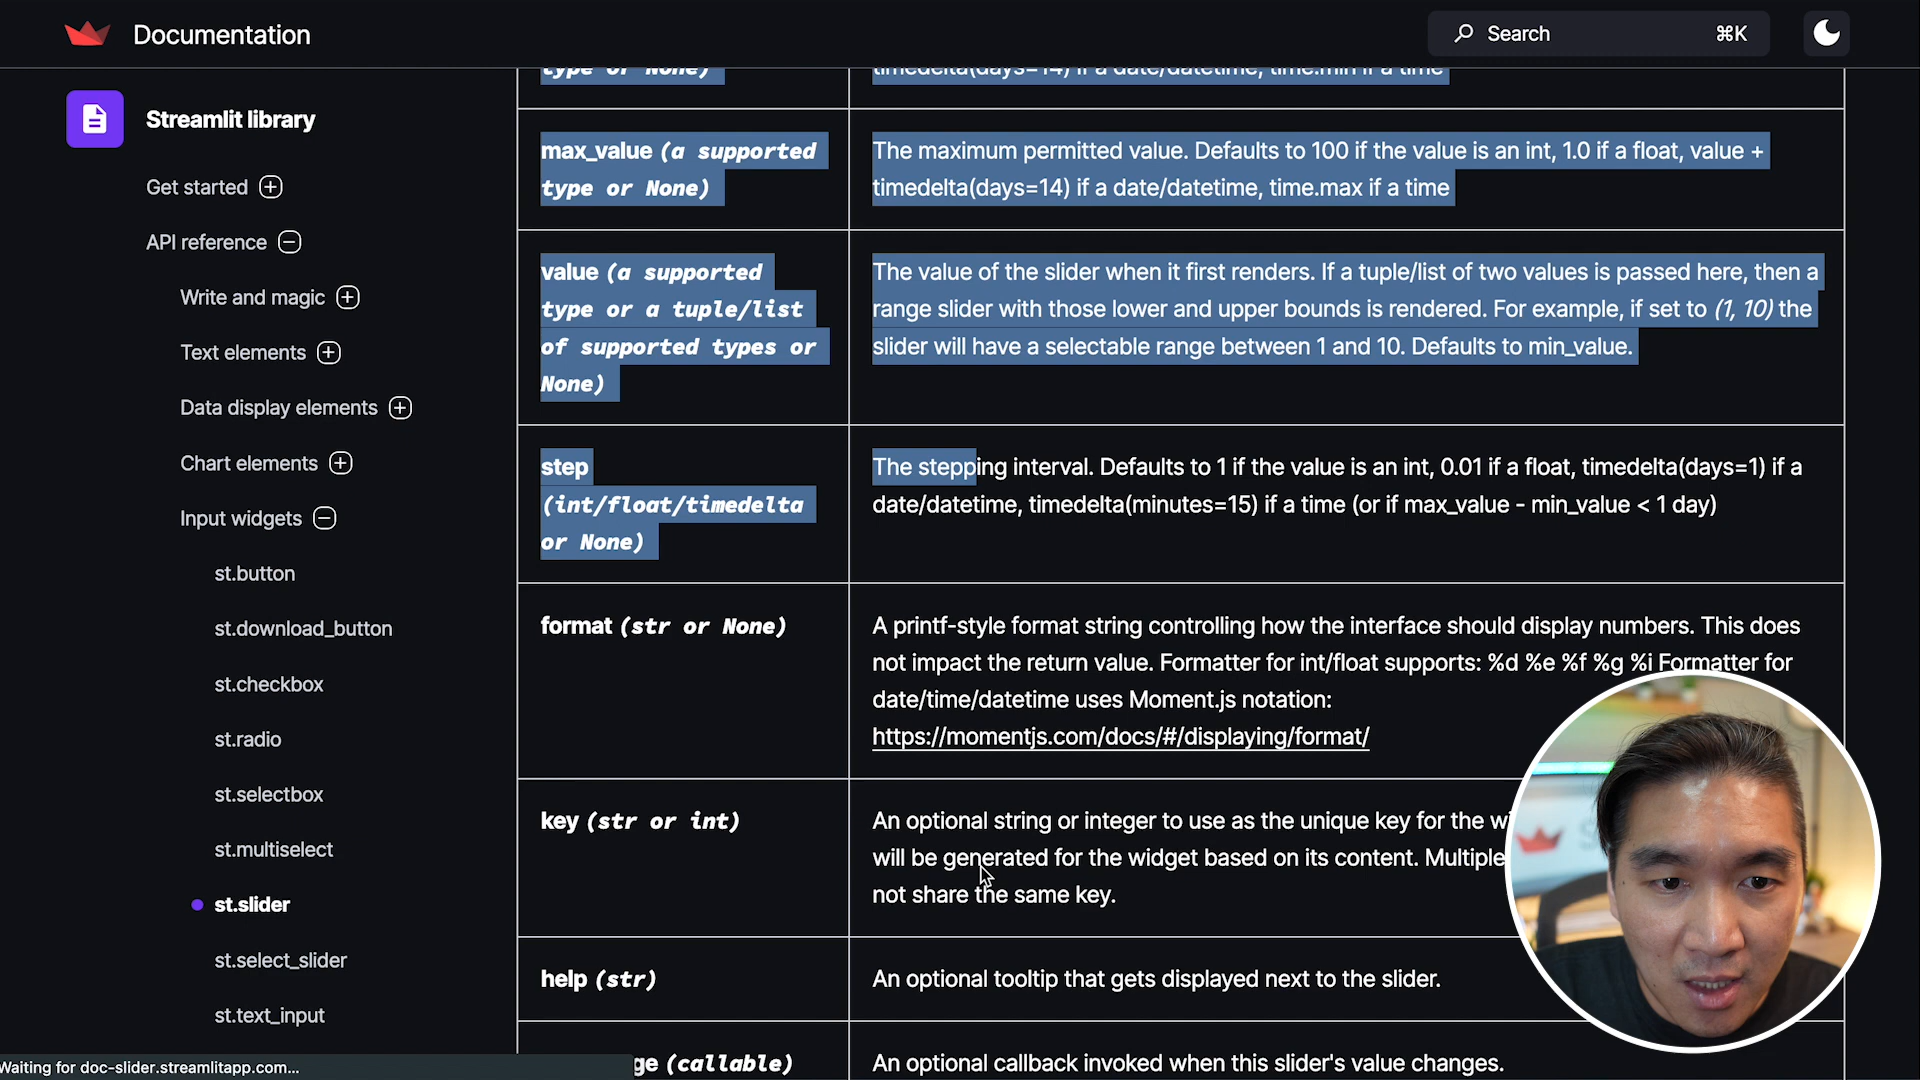 Documentation
Search
⌘K
Streamlit library
Get started
API reference
Write and magic
Text elements
Data display elements
Chart elements
Input widgets
st.button
st.download_button
st.checkbox
st.radio
st.selectbox
st.multiselect
st.slider
st.select_slider
st.text_input
Waiting for doc-slider.streamlitapp.com...
type or None)
timedelta(days=14) if a date/datetime, time.min if a time
max_value (a supported
type or None)
The maximum permitted value. Defaults to 100 if the value is an int, 1.0 if a float, value +
timedelta(days=14) if a date/datetime, time.max if a time
value (a supported
type or a tuple/list
of supported types or
None)
The value of the slider when it first renders. If a tuple/list of two values is passed here, then a
range slider with those lower and upper bounds is rendered. For example, if set to (1, 10) the
slider will have a selectable range between 1 and 10. Defaults to min_value.
step
(int/float/timedelta
or None)
The stepping interval. Defaults to 1 if the value is an int, 0.01 if a float, timedelta(days=1) if a
date/datetime, timedelta(minutes=15) if a time (or if max_value - min_value < 1 day)
format (str or None)
A printf-style format string controlling how the interface should display numbers. This does
not impact the return value. Formatter for int/float supports: %d %e %f %g %i Formatter for
date/time/datetime uses Moment.js notation:
https://momentjs.com/docs/#/displaying/format/
key (str or int)
An optional string or integer to use as the unique key for the
will be generated for the widget based on its content. Multiple
not share the same key.
help (str)
An optional tooltip that gets displayed next to the slider.
ge (callable)
An optional callback invoked when this slider's value changes.